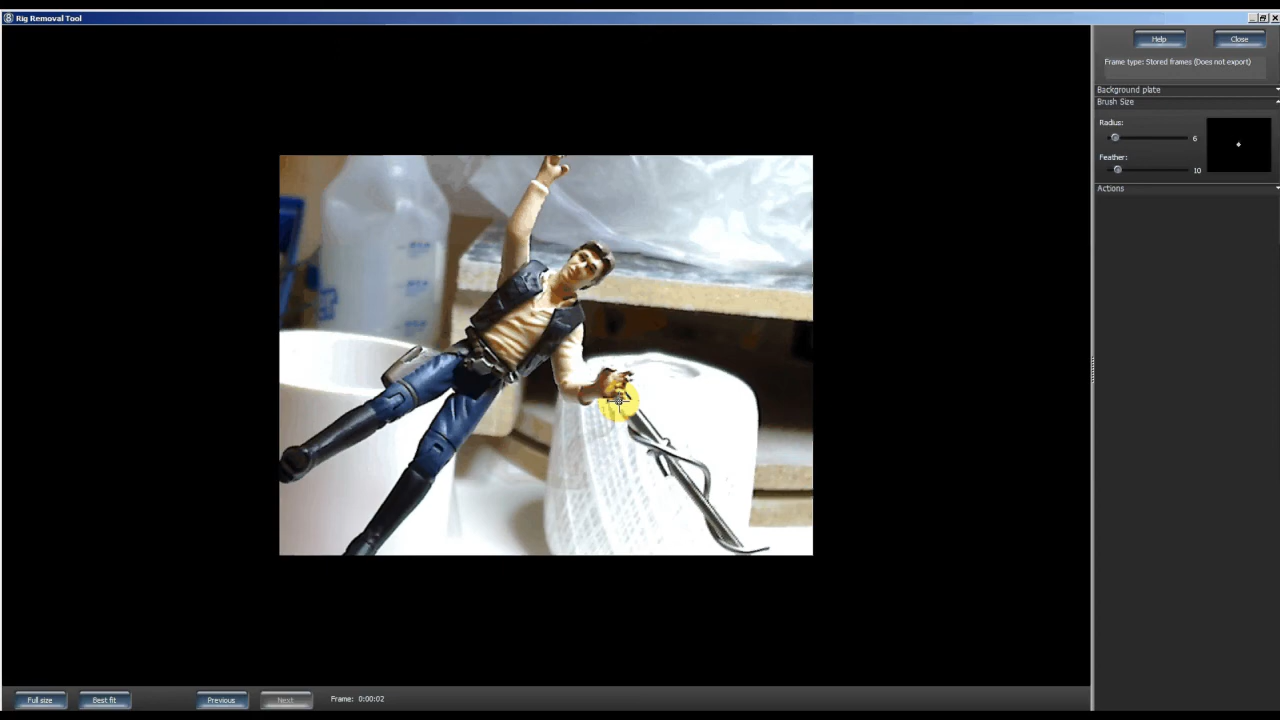 Rig Removal Tool
Help
Close
Frame type: Stored frames (Does not export)
Background plate
Brush Size
Radius:
6
Feather:
10
Actions
Full size
Best fit
Previous
Next
Frame: 0:00:02